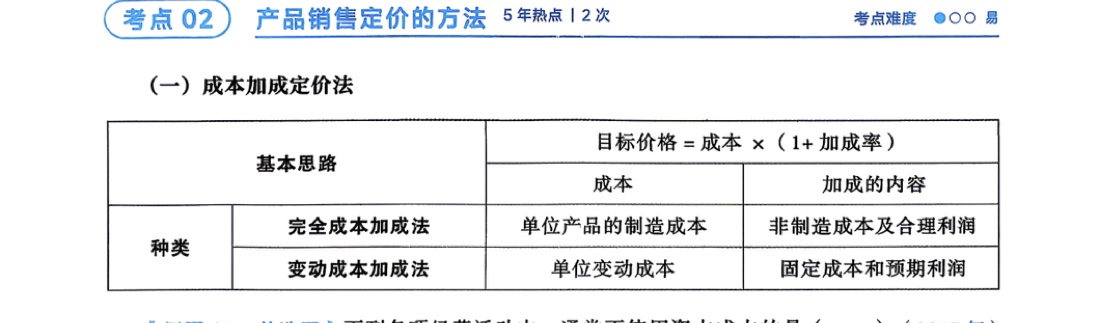 考点 02 产品销售定价的方法 5 年热点 | 2 次 考点难度 易
(一)成本加成定价法
基本思路 目标价格 = 成本 ×(1+ 加成率)
成本 加成的内容
种类 完全成本加成法 单位产品的制造成本 非制造成本及合理利润
变动成本加成法 单位变动成本 固定成本和预期利润